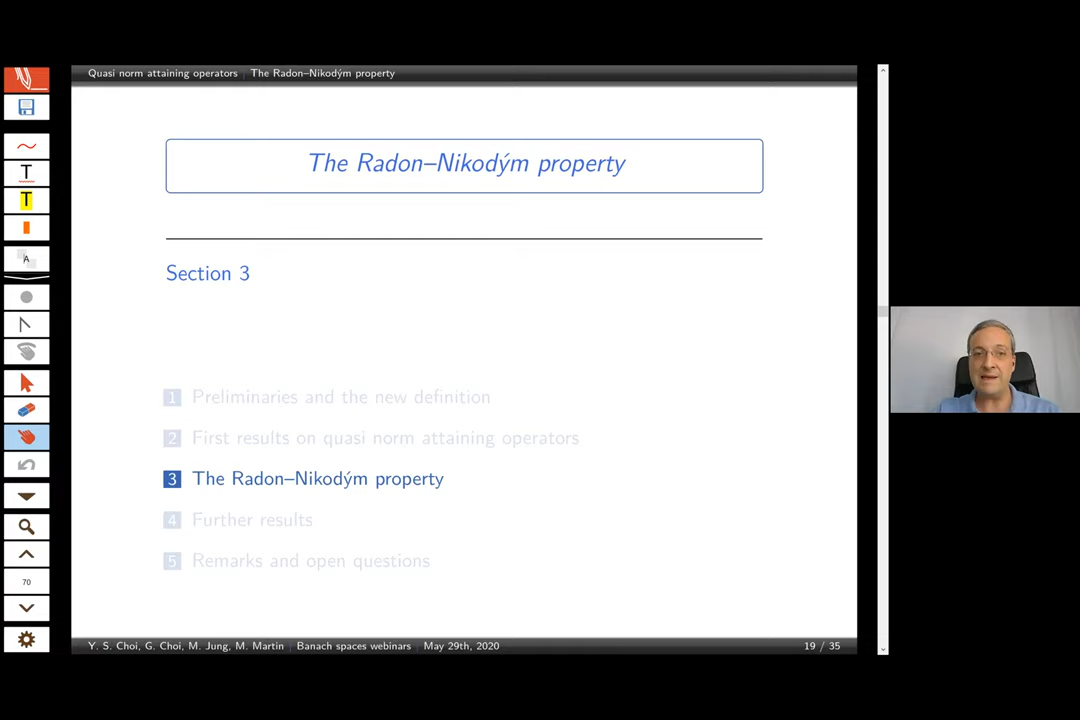 Quasi norm attaining operators | The Radon–Nikodým property
The Radon–Nikodým property
Section 3
1 Preliminaries and the new definition
2 First results on quasi norm attaining operators
3 The Radon–Nikodým property
4 Further results
5 Remarks and open questions
T
T
A
70
Y. S. Choi, G. Choi, M. Jung, M. Martin | Banach spaces webinars | May 29th, 2020 19 / 35